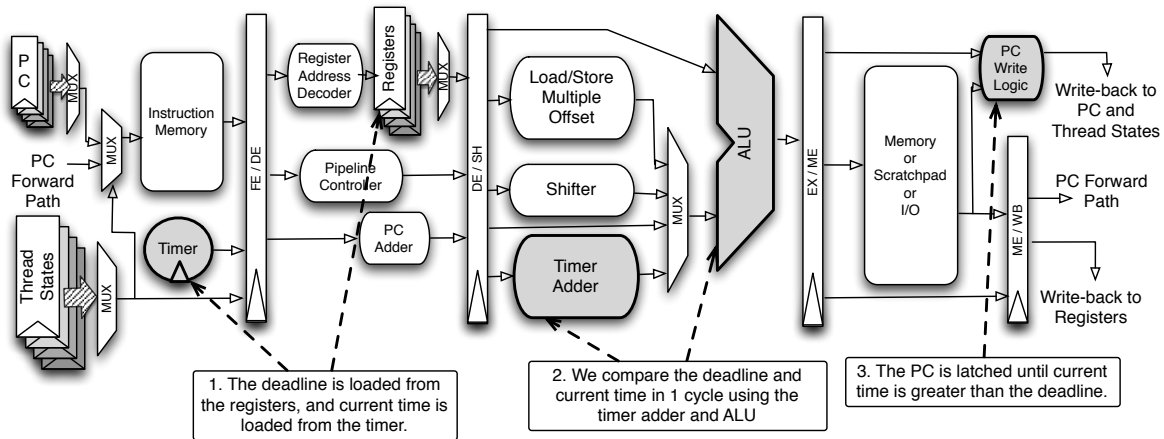 P
C
MUX
PC
Forward
Path
MUX
Thread
States
MUX
Instruction
Memory
Timer
FE / DE
Register
Address
Decoder
Registers
MUX
Pipeline
Controller
PC
Adder
DE / SH
Load/Store
Multiple
Offset
Shifter
Timer
Adder
MUX
ALU
EX / ME
Memory
or
Scratchpad
or
I/O
PC
Write
Logic
ME / WB
Write-back to
PC and
Thread States
PC Forward
Path
Write-back to
Registers
1. The deadline is loaded from
the registers, and current time is
loaded from the timer.
2. We compare the deadline and
current time in 1 cycle using the
timer adder and ALU
3. The PC is latched until current
time is greater than the deadline.